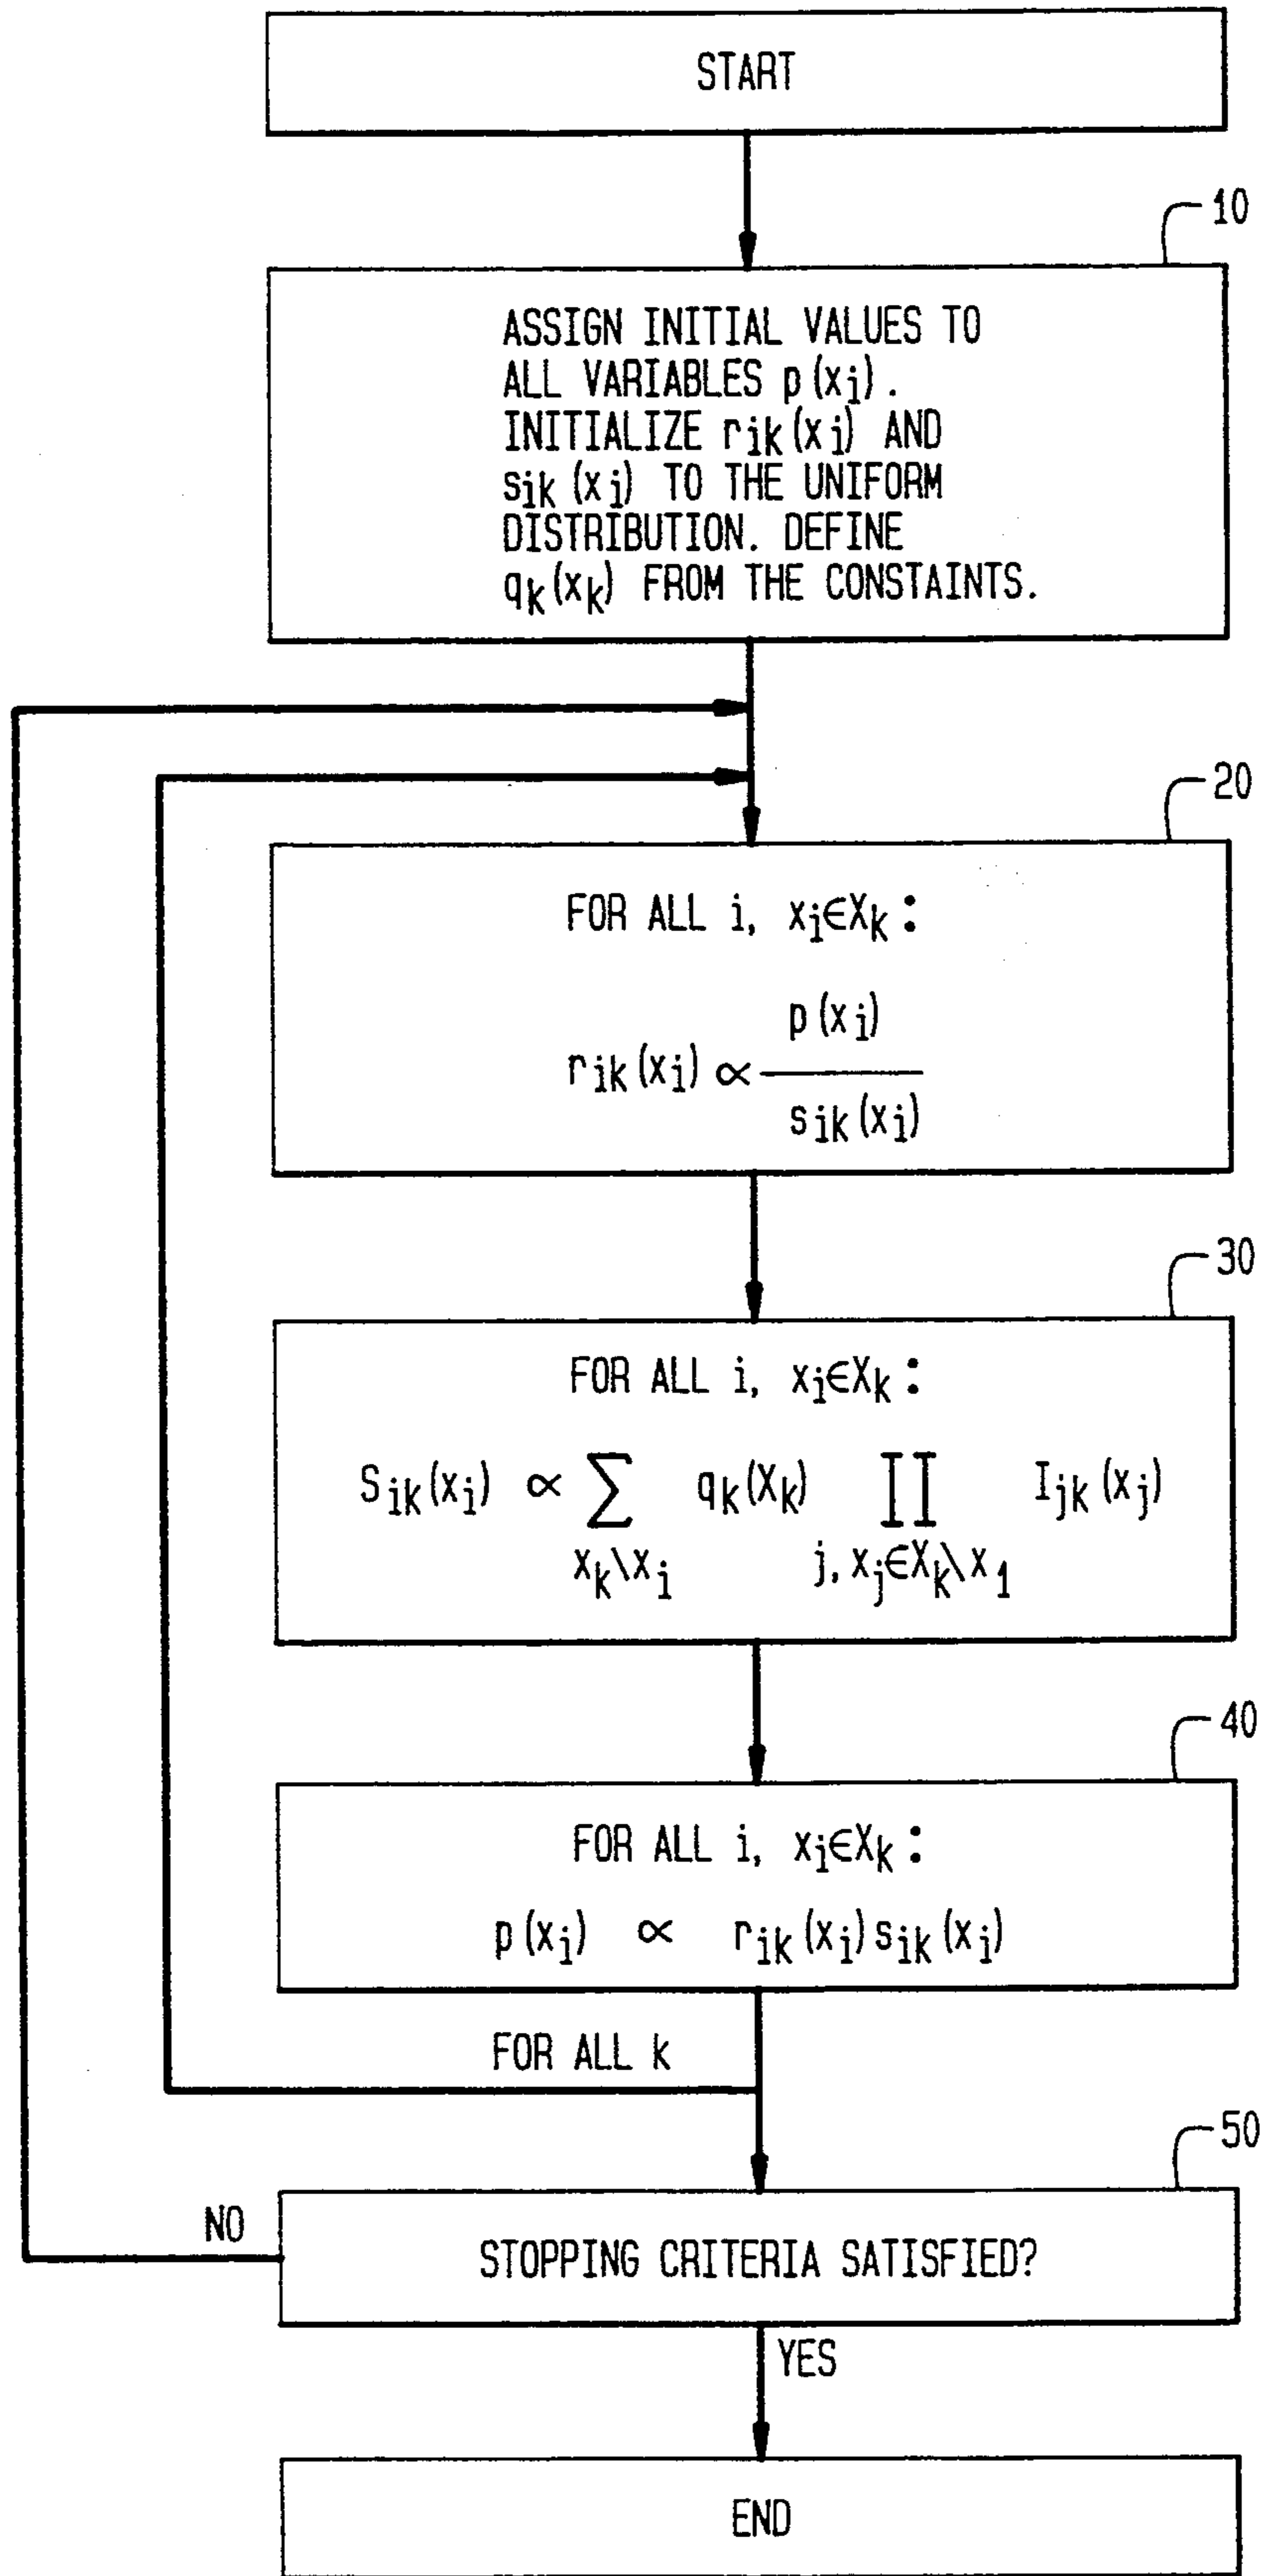 START
10
ASSIGN INITIAL VALUES TO
ALL VARIABLES p(xi).
INITIALIZE rik(xi) AND
sik(xi) TO THE UNIFORM
DISTRIBUTION. DEFINE
qk(xk) FROM THE CONSTAINTS.
20
FOR ALL i, xi∈Xk:
p(xi)
rik(xi) ∝
sik(xi)
30
FOR ALL i, xi∈Xk:
Sik(xi) ∝ ∑ qk(Xk) ∏ Ijk(xj)
xk\xi j, xj∈Xk\x1
40
FOR ALL i, xi∈Xk:
p(xi) ∝ rik(xi)sik(xi)
FOR ALL k
50
NO
STOPPING CRITERIA SATISFIED?
YES
END